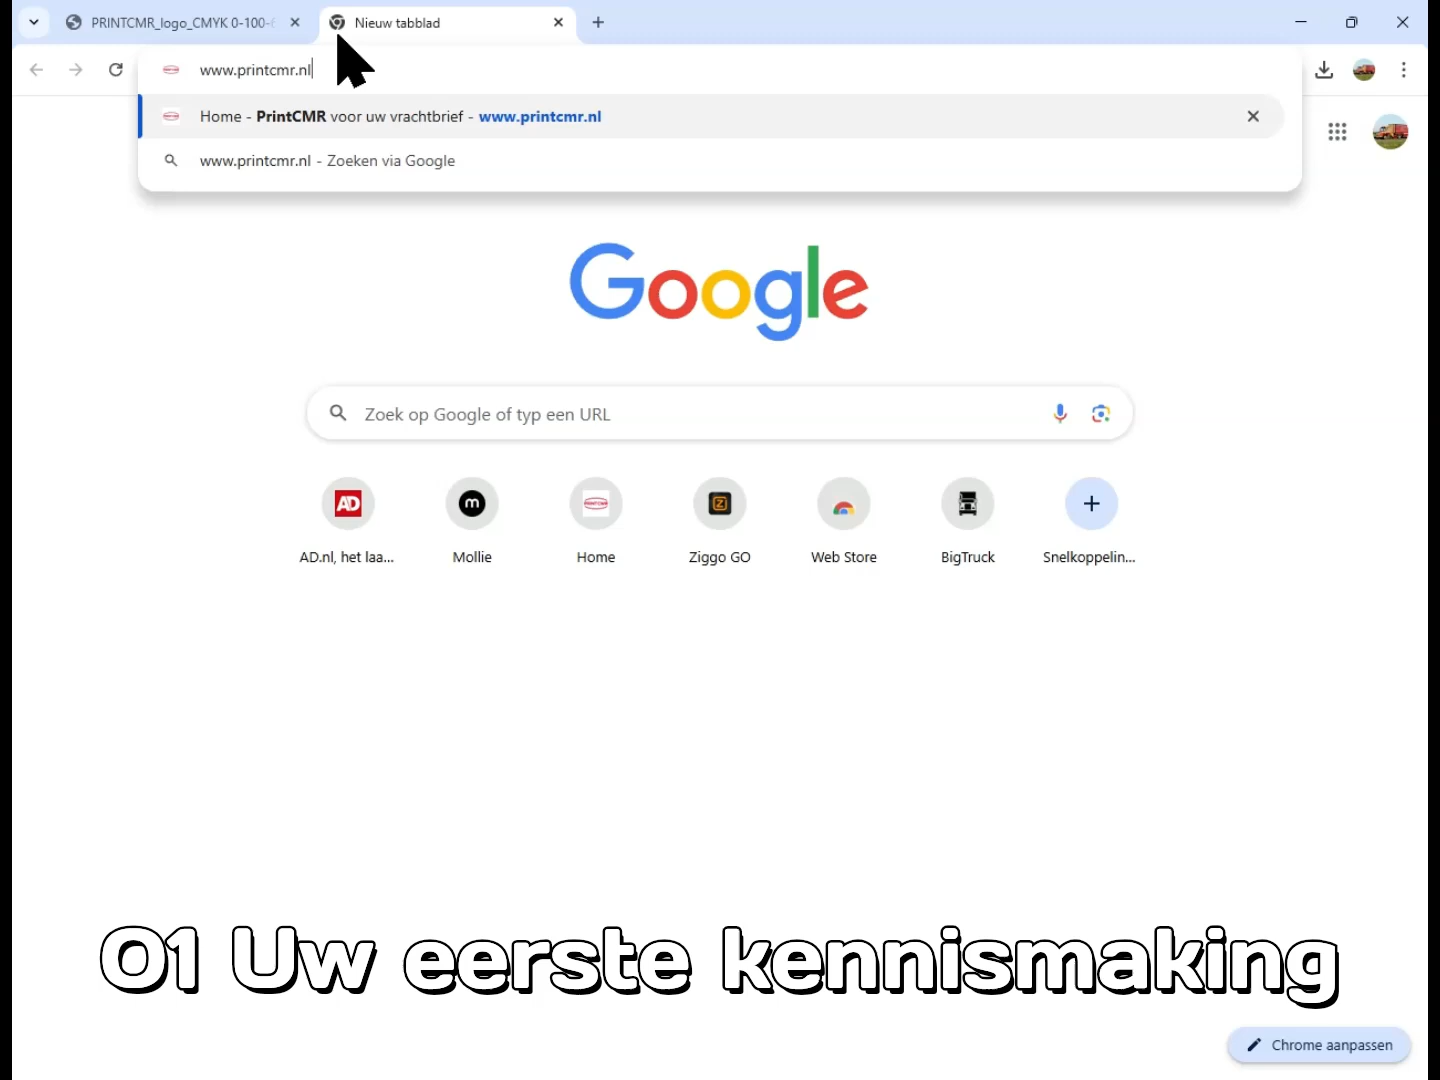 PRINTCMR_logo_CMYK 0-100-
Nieuw tabblad
www.printcmr.nl
Home - PrintCMR voor uw vrachtbrief - www.printcmr.nl
www.printcmr.nl - Zoeken via Google
Google
Zoek op Google of typ een URL
AD
m
PRINTCMR
Z
AD.nl, het laa...
Mollie
Home
Ziggo GO
Web Store
BigTruck
Snelkoppelin...
01 Uw eerste kennismaking
Chrome aanpassen